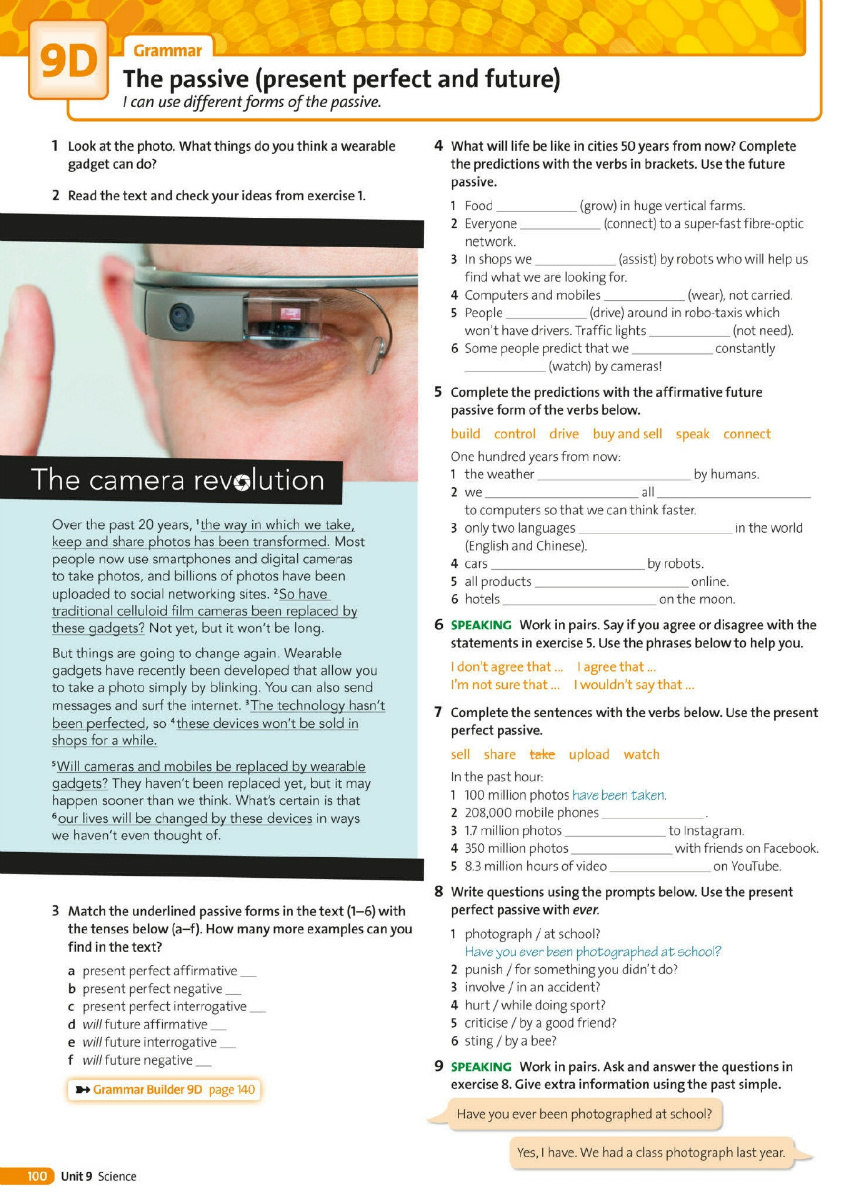 9D
Grammar
The passive (present perfect and future)
I can use different forms of the passive.
1 Look at the photo. What things do you think a wearable
gadget can do?
2 Read the text and check your ideas from exercise 1.
The camera revolution
Over the past 20 years, ¹the way in which we take,
keep and share photos has been transformed. Most
people now use smartphones and digital cameras
to take photos, and billions of photos have been
uploaded to social networking sites. ²So have
traditional celluloid film cameras been replaced by
these gadgets? Not yet, but it won't be long.
But things are going to change again. Wearable
gadgets have recently been developed that allow you
to take a photo simply by blinking. You can also send
messages and surf the internet. ³The technology hasn't
been perfected, so ⁴these devices won't be sold in
shops for a while.
⁵Will cameras and mobiles be replaced by wearable
gadgets? They haven't been replaced yet, but it may
happen sooner than we think. What's certain is that
⁶our lives will be changed by these devices in ways
we haven't even thought of.
3 Match the underlined passive forms in the text (1–6) with
the tenses below (a–f). How many more examples can you
find in the text?
a present perfect affirmative __
b present perfect negative __
c present perfect interrogative __
d will future affirmative __
e will future interrogative __
f will future negative __
Grammar Builder 9D page 140
4 What will life be like in cities 50 years from now? Complete
the predictions with the verbs in brackets. Use the future
passive.
1 Food ____________ (grow) in huge vertical farms.
2 Everyone ____________ (connect) to a super-fast fibre-optic
network.
3 In shops we ____________ (assist) by robots who will help us
find what we are looking for.
4 Computers and mobiles ____________ (wear), not carried.
5 People ____________ (drive) around in robo-taxis which
won't have drivers. Traffic lights ____________ (not need).
6 Some people predict that we ____________ constantly
____________ (watch) by cameras!
5 Complete the predictions with the affirmative future
passive form of the verbs below.
build control drive buy and sell speak connect
One hundred years from now:
1 the weather ______________________ by humans.
2 we ______________________ all ______________________
to computers so that we can think faster.
3 only two languages ______________________ in the world
(English and Chinese).
4 cars ______________________ by robots.
5 all products ______________________ online.
6 hotels ______________________ on the moon.
6 SPEAKING Work in pairs. Say if you agree or disagree with the
statements in exercise 5. Use the phrases below to help you.
I don't agree that ... I agree that ...
I'm not sure that ... I wouldn't say that ...
7 Complete the sentences with the verbs below. Use the present
perfect passive.
sell share take upload watch
In the past hour:
1 100 million photos have been taken.
2 208,000 mobile phones _______________.
3 1.7 million photos _______________ to Instagram.
4 350 million photos _______________ with friends on Facebook.
5 8.3 million hours of video _______________ on YouTube.
8 Write questions using the prompts below. Use the present
perfect passive with ever.
1 photograph / at school?
Have you ever been photographed at school?
2 punish / for something you didn't do?
3 involve / in an accident?
4 hurt / while doing sport?
5 criticise / by a good friend?
6 sting / by a bee?
9 SPEAKING Work in pairs. Ask and answer the questions in
exercise 8. Give extra information using the past simple.
Have you ever been photographed at school?
Yes, I have. We had a class photograph last year.
100 Unit 9 Science